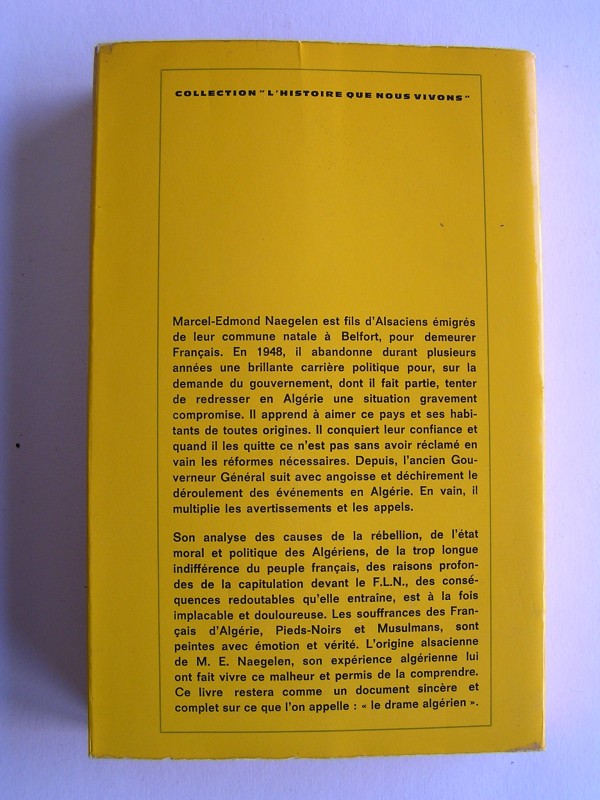 COLLECTION "L'HISTOIRE QUE NOUS VIVONS"
Marcel-Edmond Naegelen est fils d'Alsaciens émigrés
de leur commune natale à Belfort, pour demeurer
Français. En 1948, il abandonne durant plusieurs
années une brillante carrière politique pour, sur la
demande du gouvernement, dont il fait partie, tenter
de redresser en Algérie une situation gravement
compromise. Il apprend à aimer ce pays et ses habi-
tants de toutes origines. Il conquiert leur confiance et
quand il les quitte ce n'est pas sans avoir réclamé en
vain les réformes nécessaires. Depuis, l'ancien Gou-
verneur Général suit avec angoisse et déchirement le
déroulement des événements en Algérie. En vain, il
multiplie les avertissements et les appels.
Son analyse des causes de la rébellion, de l'état
moral et politique des Algériens, de la trop longue
indifférence du peuple français, des raisons profon-
des de la capitulation devant le F.L.N., des consé-
quences redoutables qu'elle entraîne, est à la fois
implacable et douloureuse. Les souffrances des Fran-
çais d'Algérie, Pieds-Noirs et Musulmans, sont
peintes avec émotion et vérité. L'origine alsacienne
de M. E. Naegelen, son expérience algérienne lui
ont fait vivre ce malheur et permis de la comprendre.
Ce livre restera comme un document sincère et
complet sur ce que l'on appelle : « le drame algérien ».